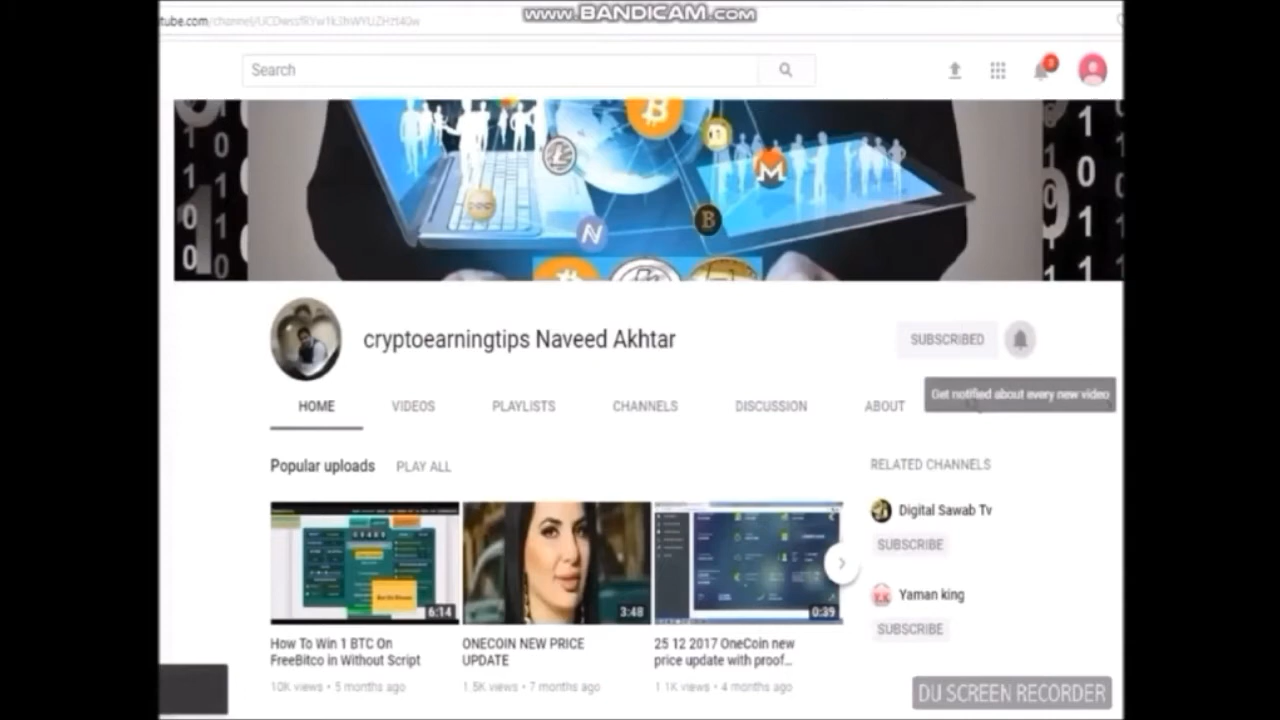 www.BANDICAM.com
tube.com
Search
cryptoearningtips Naveed Akhtar
SUBSCRIBED
Get notified about every new video
HOME
VIDEOS
PLAYLISTS
CHANNELS
DISCUSSION
ABOUT
Popular uploads
PLAY ALL
RELATED CHANNELS
Digital Sawab Tv
SUBSCRIBE
Yaman king
SUBSCRIBE
6:14
3:48
0:39
How To Win 1 BTC On
FreeBitco in Without Script
10K views • 5 months ago
ONECOIN NEW PRICE
UPDATE
1.5K views • 7 months ago
25 12 2017 OneCoin new
price update with proof...
1.1K views • 4 months ago
DU SCREEN RECORDER